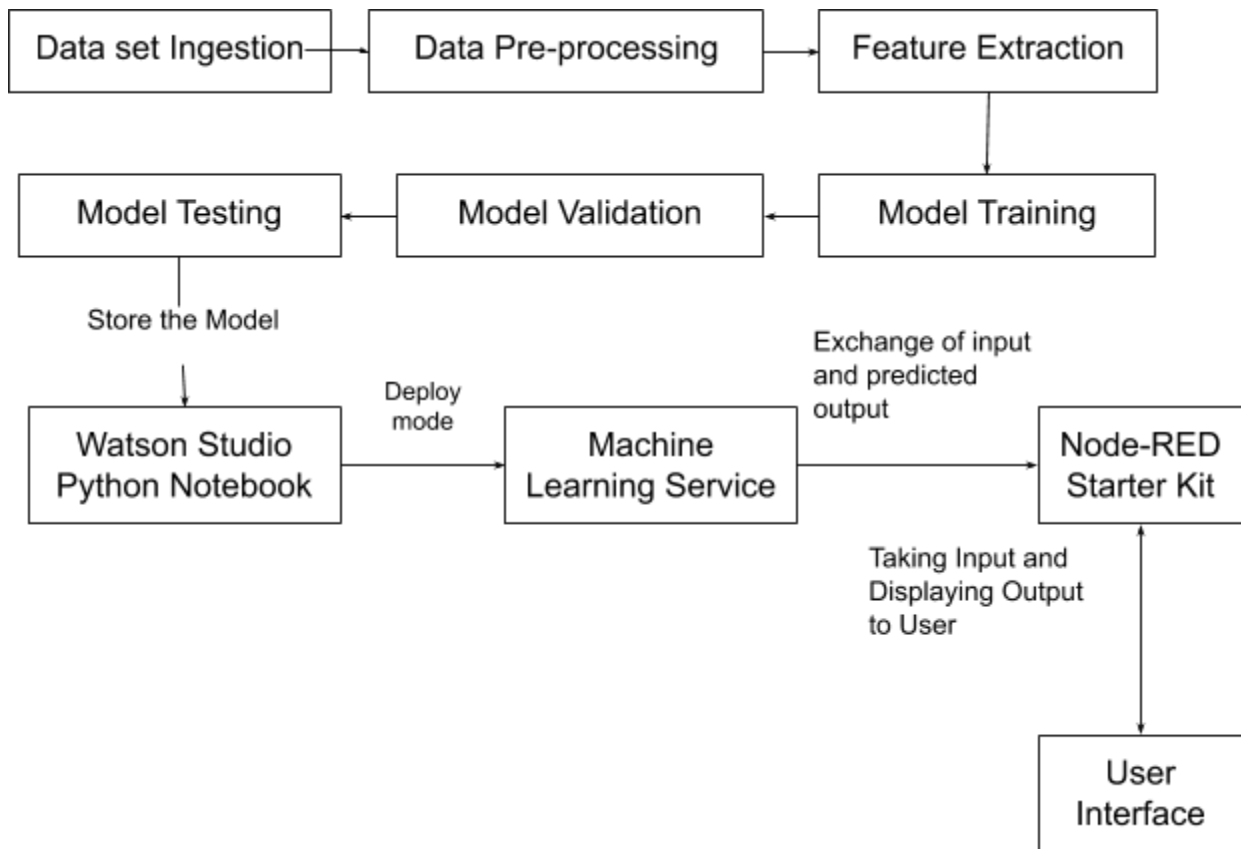 Data set Ingestion
Data Pre-processing
Feature Extraction
Model Testing
Model Validation
Model Training
Store the Model
Exchange of input
and predicted
output
Deploy
mode
Watson Studio
Python Notebook
Machine
Learning Service
Node-RED
Starter Kit
Taking Input and
Displaying Output
to User
User
Interface